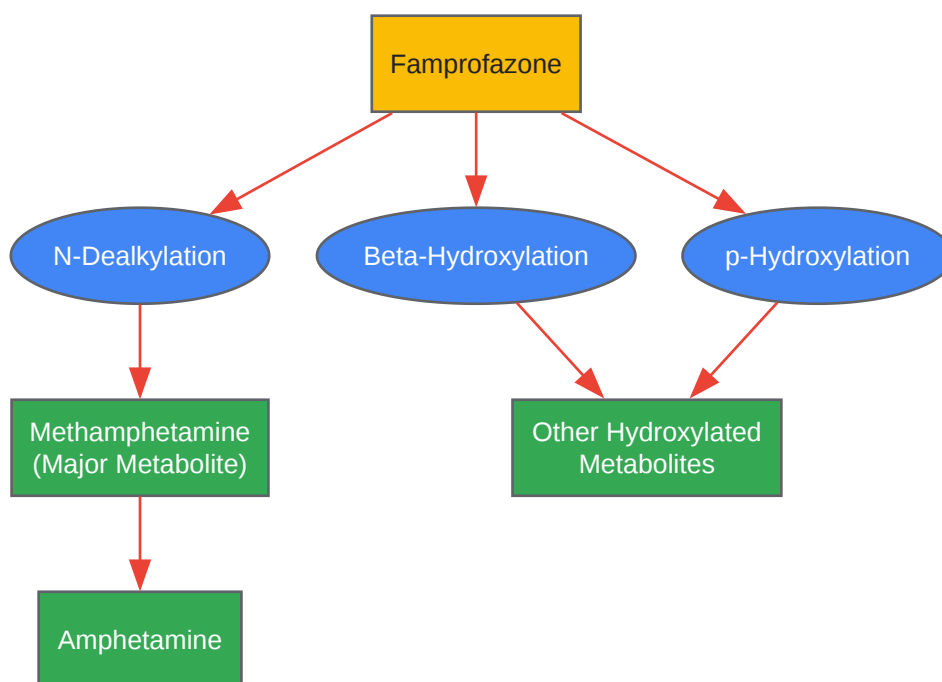 Famprofazone
N-Dealkylation
Beta-Hydroxylation
p-Hydroxylation
Methamphetamine
(Major Metabolite)
Other Hydroxylated
Metabolites
Amphetamine